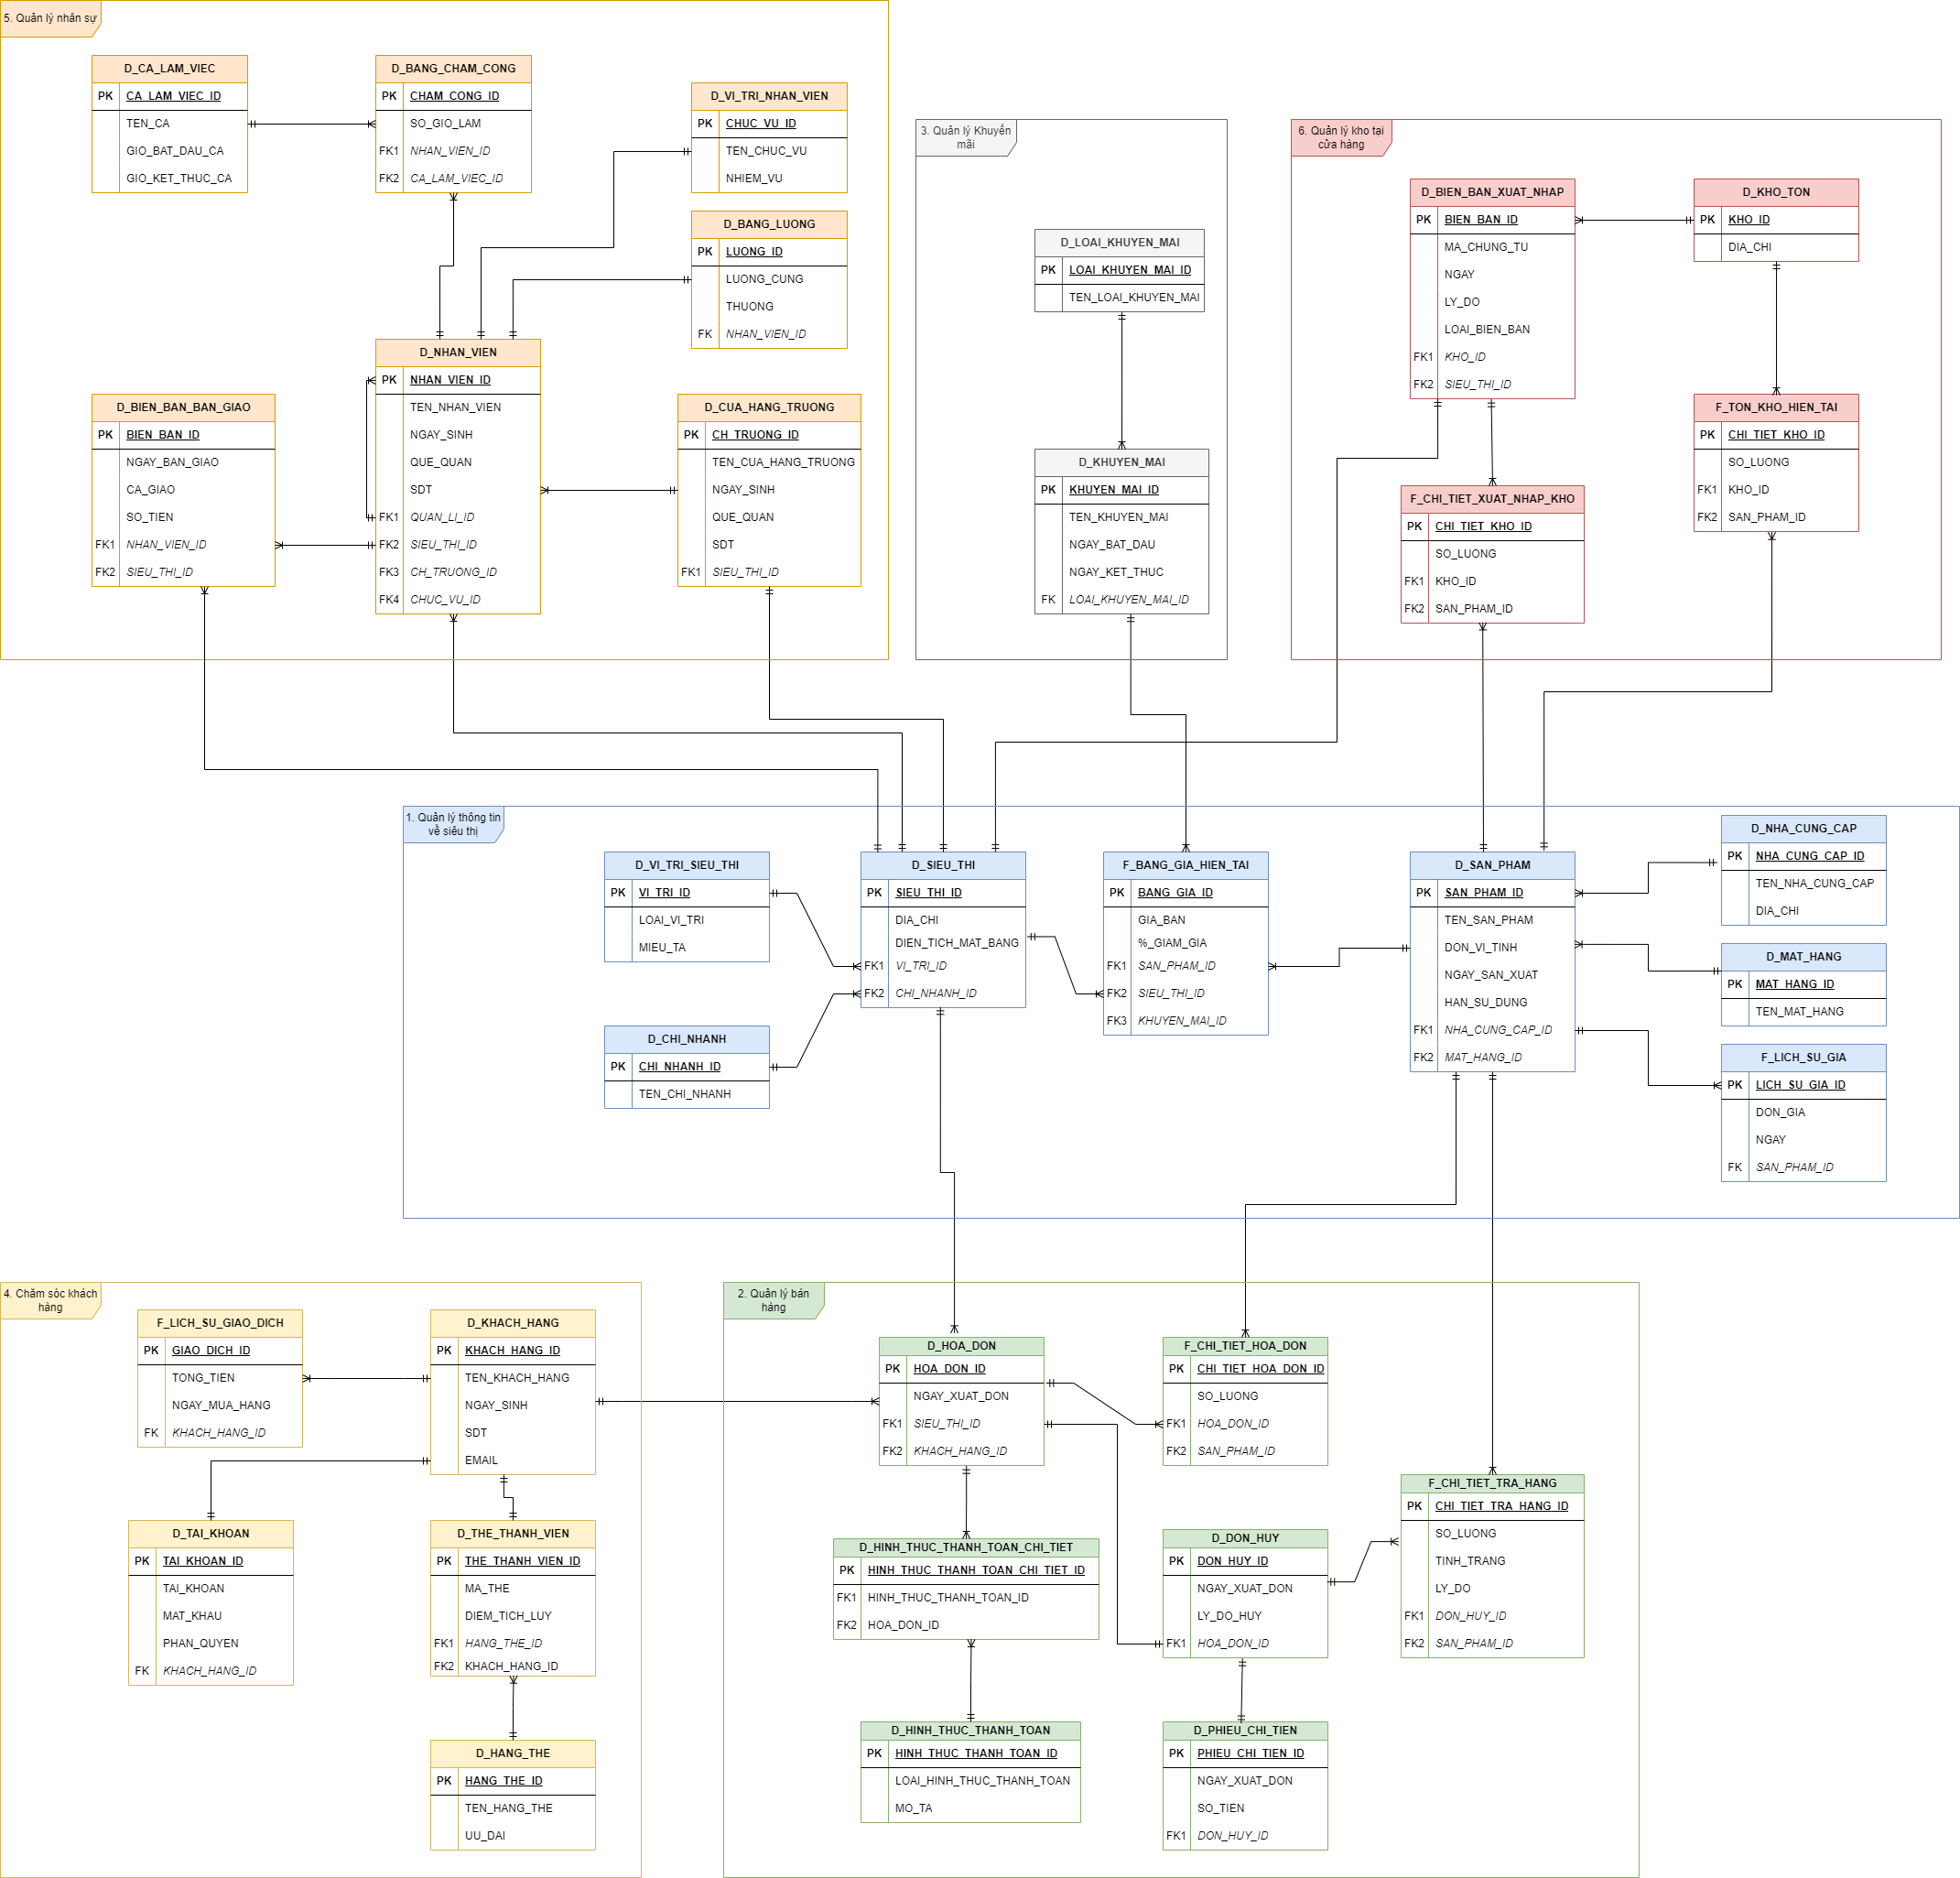 5. Quản lý nhân sự
D_CA_LAM_VIEC
PK CA_LAM_VIEC_ID
TEN_CA
GIO_BAT_DAU_CA
GIO_KET_THUC_CA
D_BANG_CHAM_CONG
PK CHAM_CONG_ID
SO_GIO_LAM
FK1 NHAN_VIEN_ID
FK2 CA_LAM_VIEC_ID
D_VI_TRI_NHAN_VIEN
PK CHUC_VU_ID
TEN_CHUC_VU
NHIEM_VU
D_BANG_LUONG
PK LUONG_ID
LUONG_CUNG
THUONG
FK NHAN_VIEN_ID
D_NHAN_VIEN
PK NHAN_VIEN_ID
TEN_NHAN_VIEN
NGAY_SINH
QUE_QUAN
SDT
FK1 QUAN_LI_ID
FK2 SIEU_THI_ID
FK3 CH_TRUONG_ID
FK4 CHUC_VU_ID
D_BIEN_BAN_BAN_GIAO
PK BIEN_BAN_ID
NGAY_BAN_GIAO
CA_GIAO
SO_TIEN
FK1 NHAN_VIEN_ID
FK2 SIEU_THI_ID
D_CUA_HANG_TRUONG
PK CH_TRUONG_ID
TEN_CUA_HANG_TRUONG
NGAY_SINH
QUE_QUAN
SDT
FK1 SIEU_THI_ID
3. Quản lý Khuyến
mãi
D_LOAI_KHUYEN_MAI
PK LOAI_KHUYEN_MAI_ID
TEN_LOAI_KHUYEN_MAI
D_KHUYEN_MAI
PK KHUYEN_MAI_ID
TEN_KHUYEN_MAI
NGAY_BAT_DAU
NGAY_KET_THUC
FK LOAI_KHUYEN_MAI_ID
6. Quản lý kho tại
cửa hàng
D_BIEN_BAN_XUAT_NHAP
PK BIEN_BAN_ID
MA_CHUNG_TU
NGAY
LY_DO
LOAI_BIEN_BAN
FK1 KHO_ID
FK2 SIEU_THI_ID
D_KHO_TON
PK KHO_ID
DIA_CHI
F_TON_KHO_HIEN_TAI
PK CHI_TIET_KHO_ID
SO_LUONG
FK1 KHO_ID
FK2 SAN_PHAM_ID
F_CHI_TIET_XUAT_NHAP_KHO
PK CHI_TIET_KHO_ID
SO_LUONG
FK1 KHO_ID
FK2 SAN_PHAM_ID
1. Quản lý thông tin
về siêu thị
D_VI_TRI_SIEU_THI
PK VI_TRI_ID
LOAI_VI_TRI
MIEU_TA
D_CHI_NHANH
PK CHI_NHANH_ID
TEN_CHI_NHANH
D_SIEU_THI
PK SIEU_THI_ID
DIA_CHI
DIEN_TICH_MAT_BANG
FK1 VI_TRI_ID
FK2 CHI_NHANH_ID
F_BANG_GIA_HIEN_TAI
PK BANG_GIA_ID
GIA_BAN
%_GIAM_GIA
FK1 SAN_PHAM_ID
FK2 SIEU_THI_ID
FK3 KHUYEN_MAI_ID
D_SAN_PHAM
PK SAN_PHAM_ID
TEN_SAN_PHAM
DON_VI_TINH
NGAY_SAN_XUAT
HAN_SU_DUNG
FK1 NHA_CUNG_CAP_ID
FK2 MAT_HANG_ID
D_NHA_CUNG_CAP
PK NHA_CUNG_CAP_ID
TEN_NHA_CUNG_CAP
DIA_CHI
D_MAT_HANG
PK MAT_HANG_ID
TEN_MAT_HANG
F_LICH_SU_GIA
PK LICH_SU_GIA_ID
DON_GIA
NGAY
FK SAN_PHAM_ID
4. Chăm sóc khách
hàng
F_LICH_SU_GIAO_DICH
PK GIAO_DICH_ID
TONG_TIEN
NGAY_MUA_HANG
FK KHACH_HANG_ID
D_KHACH_HANG
PK KHACH_HANG_ID
TEN_KHACH_HANG
NGAY_SINH
SDT
EMAIL
D_TAI_KHOAN
PK TAI_KHOAN_ID
TAI_KHOAN
MAT_KHAU
PHAN_QUYEN
FK KHACH_HANG_ID
D_THE_THANH_VIEN
PK THE_THANH_VIEN_ID
MA_THE
DIEM_TICH_LUY
FK1 HANG_THE_ID
FK2 KHACH_HANG_ID
D_HANG_THE
PK HANG_THE_ID
TEN_HANG_THE
UU_DAI
2. Quản lý bán
hàng
D_HOA_DON
PK HOA_DON_ID
NGAY_XUAT_DON
FK1 SIEU_THI_ID
FK2 KHACH_HANG_ID
F_CHI_TIET_HOA_DON
PK CHI_TIET_HOA_DON_ID
SO_LUONG
FK1 HOA_DON_ID
FK2 SAN_PHAM_ID
F_CHI_TIET_TRA_HANG
PK CHI_TIET_TRA_HANG_ID
SO_LUONG
TINH_TRANG
LY_DO
FK1 DON_HUY_ID
FK2 SAN_PHAM_ID
D_HINH_THUC_THANH_TOAN_CHI_TIET
PK HINH_THUC_THANH_TOAN_CHI_TIET_ID
FK1 HINH_THUC_THANH_TOAN_ID
FK2 HOA_DON_ID
D_DON_HUY
PK DON_HUY_ID
NGAY_XUAT_DON
LY_DO_HUY
FK1 HOA_DON_ID
D_HINH_THUC_THANH_TOAN
PK HINH_THUC_THANH_TOAN_ID
LOAI_HINH_THUC_THANH_TOAN
MO_TA
D_PHIEU_CHI_TIEN
PK PHIEU_CHI_TIEN_ID
NGAY_XUAT_DON
SO_TIEN
FK1 DON_HUY_ID